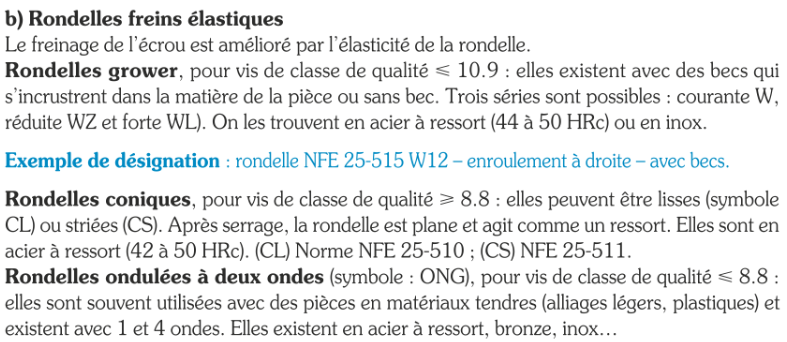 b) Rondelles freins élastiques
Le freinage de l'écrou est amélioré par l'élasticité de la rondelle.
Rondelles grower, pour vis de classe de qualité ⩽ 10.9 : elles existent avec des becs qui
s'incrustrent dans la matière de la pièce ou sans bec. Trois séries sont possibles : courante W,
réduite WZ et forte WL). On les trouvent en acier à ressort (44 à 50 HRc) ou en inox.
Exemple de désignation : rondelle NFE 25-515 W12 – enroulement à droite – avec becs.
Rondelles coniques, pour vis de classe de qualité ⩾ 8.8 : elles peuvent être lisses (symbole
CL) ou striées (CS). Après serrage, la rondelle est plane et agit comme un ressort. Elles sont en
acier à ressort (42 à 50 HRc). (CL) Norme NFE 25-510 ; (CS) NFE 25-511.
Rondelles ondulées à deux ondes (symbole : ONG), pour vis de classe de qualité ⩽ 8.8 :
elles sont souvent utilisées avec des pièces en matériaux tendres (alliages légers, plastiques) et
existent avec 1 et 4 ondes. Elles existent en acier à ressort, bronze, inox…